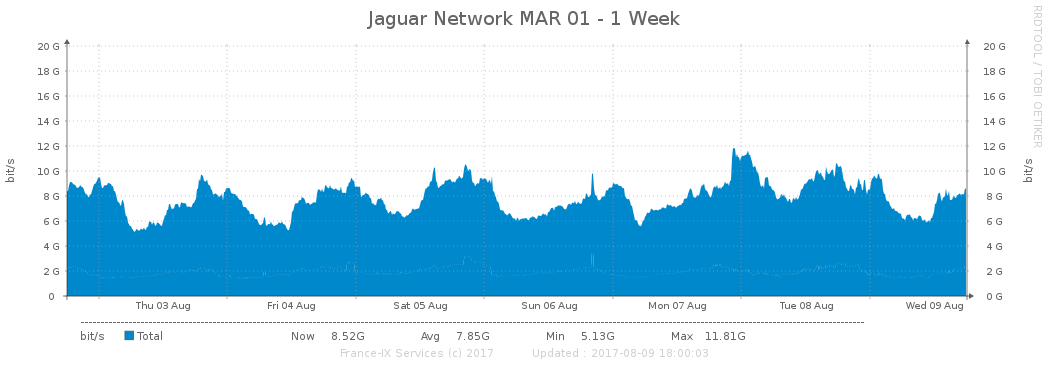 Jaguar Network MAR 01 - 1 Week
RRDTOOL / TOBI OETIKER
bit/s
20 G 20 G
18 G 18 G
16 G 16 G
14 G 14 G
12 G 12 G
10 G 10 G
8 G 8 G
6 G 6 G
4 G 4 G
2 G 2 G
0 0 G
bit/s
Thu 03 Aug Fri 04 Aug Sat 05 Aug Sun 06 Aug Mon 07 Aug Tue 08 Aug Wed 09 Aug
bit/s Total Now 8.52G Avg 7.85G Min 5.13G Max 11.81G
France-IX Services (c) 2017 Updated : 2017-08-09 18:00:03